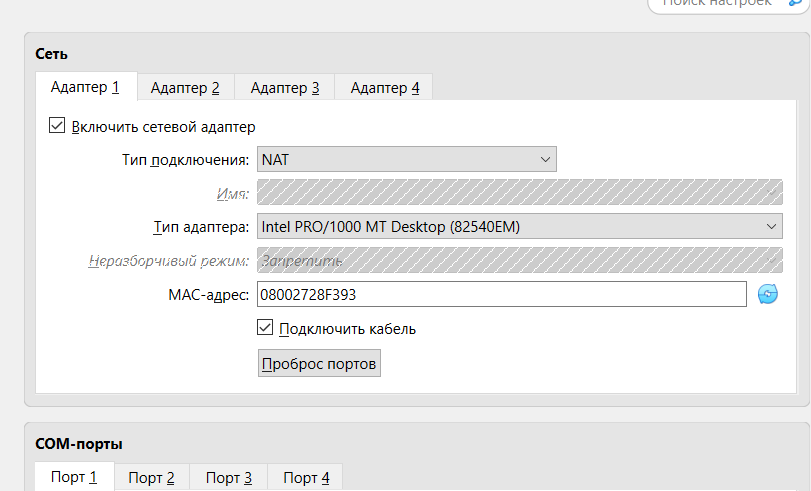 Поиск настроек
Сеть
Адаптер 1 Адаптер 2 Адаптер 3 Адаптер 4
Включить сетевой адаптер
Тип подключения: NAT
Имя:
Тип адаптера: Intel PRO/1000 MT Desktop (82540EM)
Неразборчивый режим: Запретить
MAC-адрес: 08002728F393
Подключить кабель
Проброс портов
COM-порты
Порт 1 Порт 2 Порт 3 Порт 4